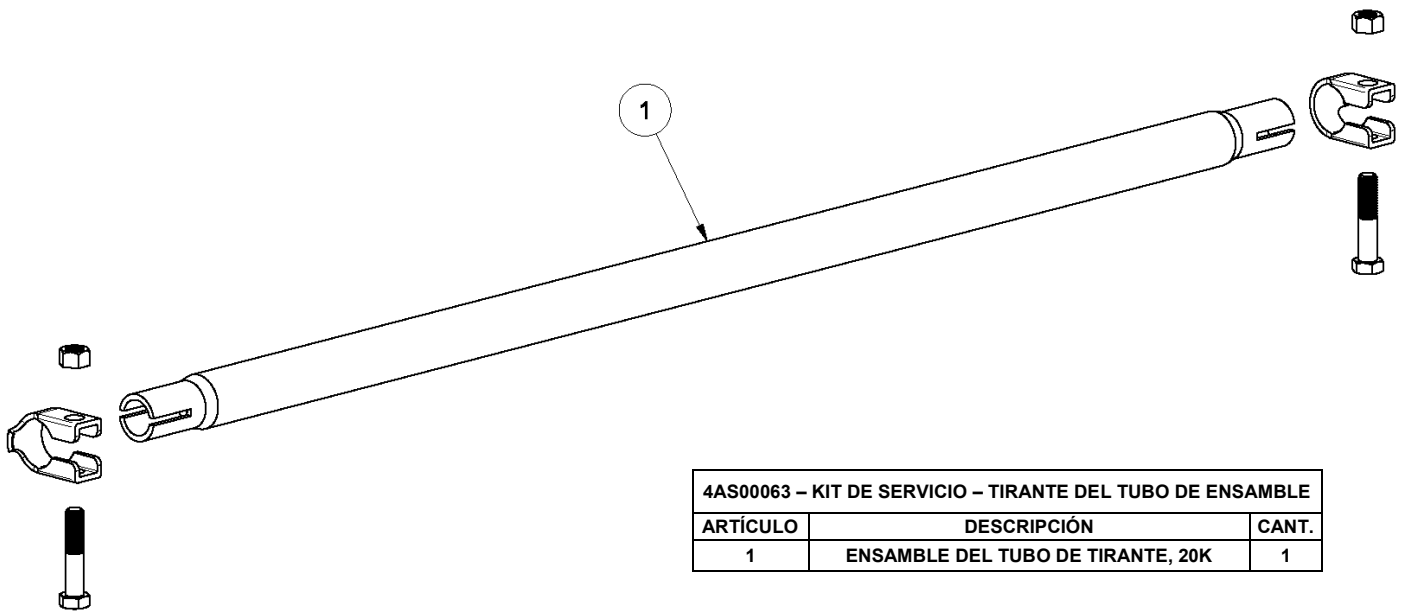 1
4AS00063 – KIT DE SERVICIO – TIRANTE DEL TUBO DE ENSAMBLE
ARTÍCULO DESCRIPCIÓN CANT.
1 ENSAMBLE DEL TUBO DE TIRANTE, 20K 1